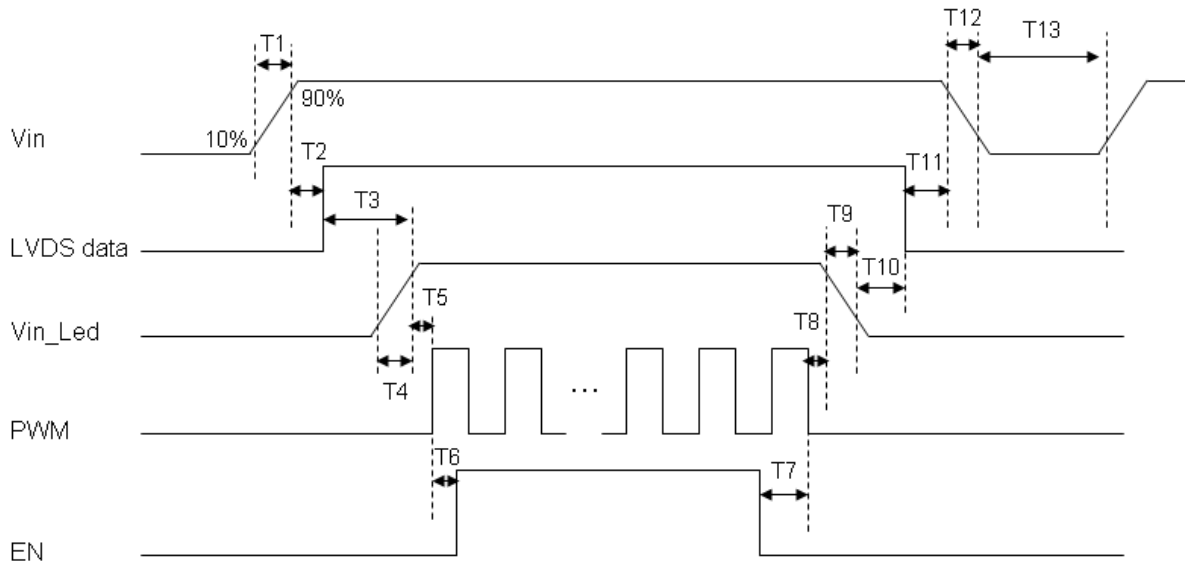 T12
T1
T13
90%
10%
Vin
T2
T11
T3
T9
LVDS data
T10
T5
T8
Vin_Led
T4
...
PWM
T6
T7
EN